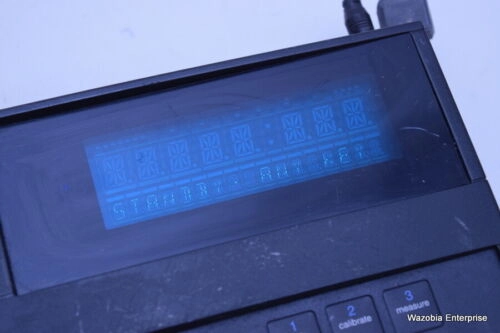 STANDBY: ANY KEY
1
2
calibrate
3
measure
Wazobia Enterprise